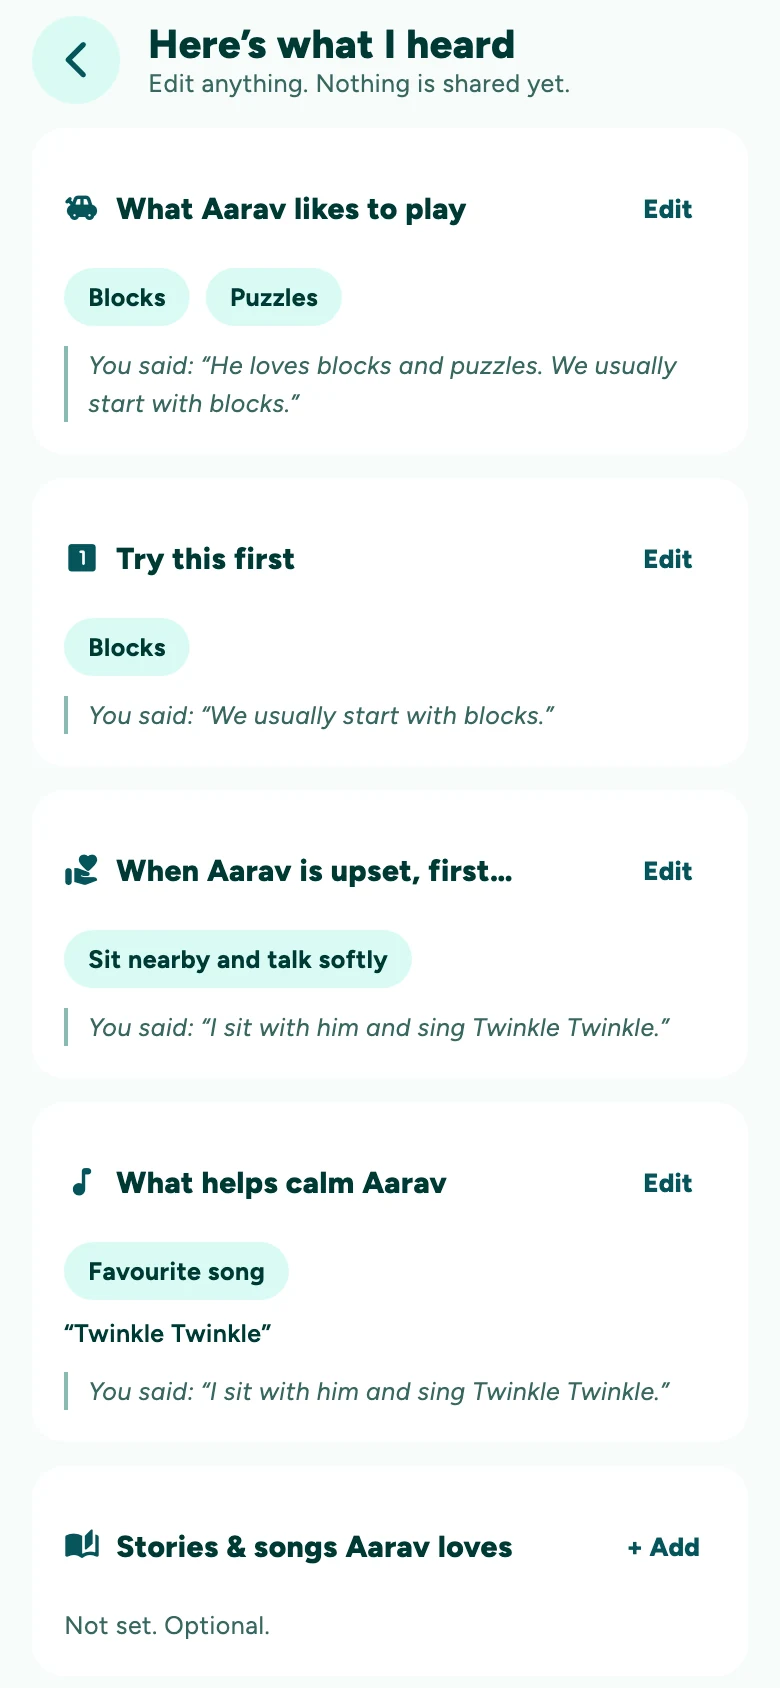 Here’s what I heard
Edit anything. Nothing is shared yet.
What Aarav likes to play
Edit
Blocks
Puzzles
You said: “He loves blocks and puzzles. We usually
start with blocks.”
1
Try this first
Edit
Blocks
You said: “We usually start with blocks.”
When Aarav is upset, first...
Edit
Sit nearby and talk softly
You said: “I sit with him and sing Twinkle Twinkle.”
What helps calm Aarav
Edit
Favourite song
“Twinkle Twinkle”
You said: “I sit with him and sing Twinkle Twinkle.”
Stories & songs Aarav loves
+ Add
Not set. Optional.